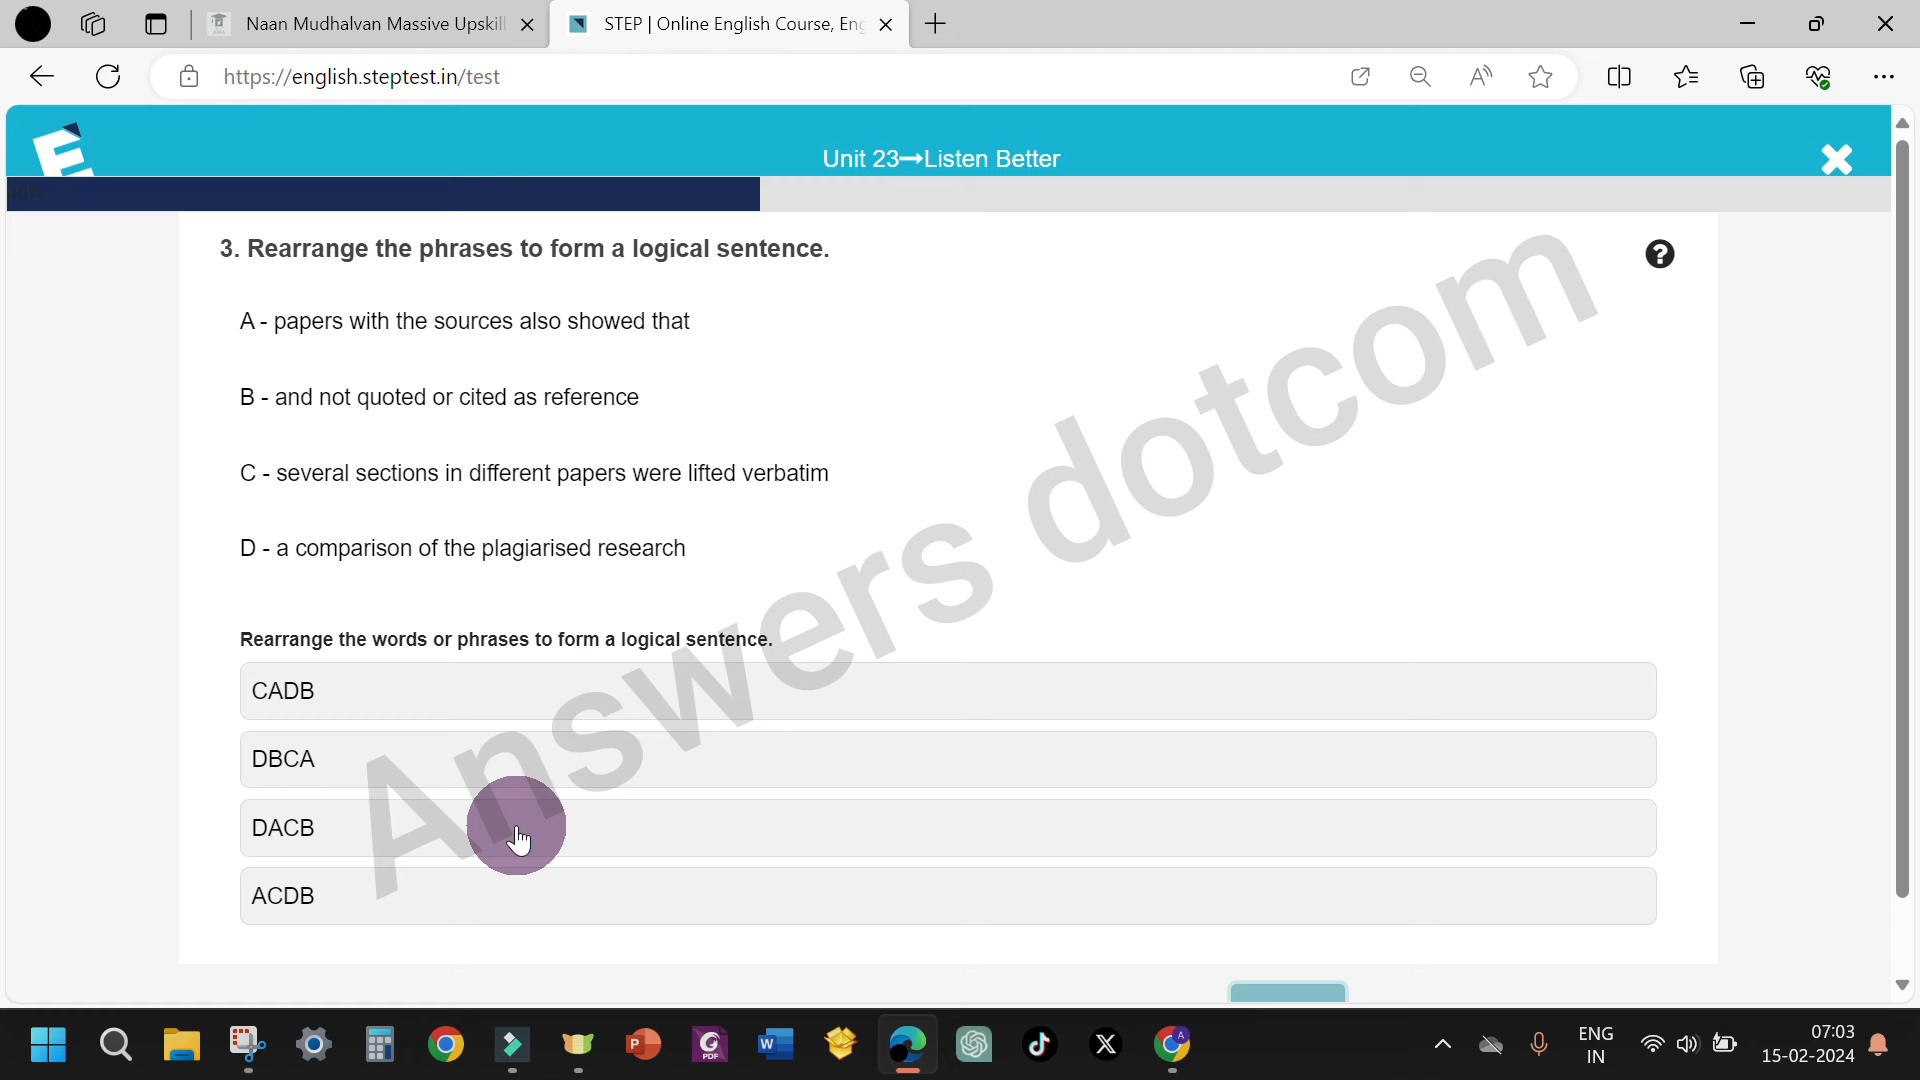 Naan Mudhalvan Massive Upskil
STEP | Online English Course, Eng
https://english.steptest.in/test
Unit 23→Listen Better
3. Rearrange the phrases to form a logical sentence.
A - papers with the sources also showed that
B - and not quoted or cited as reference
C - several sections in different papers were lifted verbatim
D - a comparison of the plagiarised research
Rearrange the words or phrases to form a logical sentence.
CADB
DBCA
DACB
ACDB
Answers dotcom
ENG
IN
07:03
15-02-2024